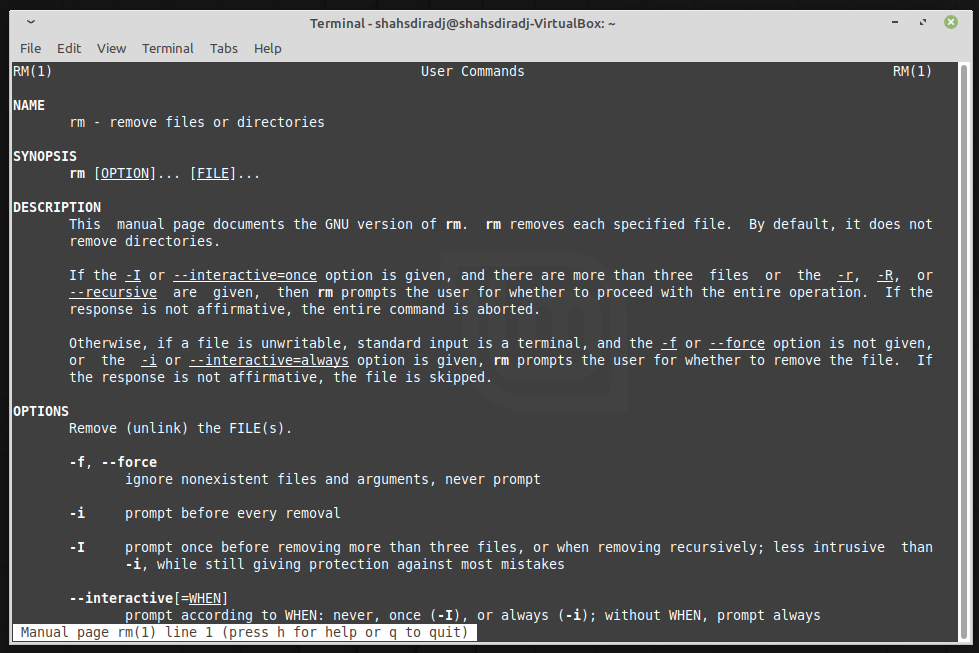 Terminal - shahsdiradj@shahsdiradj-VirtualBox: ~
File Edit View Terminal Tabs Help
RM(1) User Commands RM(1)
NAME
rm - remove files or directories
SYNOPSIS
rm [OPTION]... [FILE]...
DESCRIPTION
This  manual page documents the GNU version of rm.  rm removes each specified file.  By default, it does not
remove directories.
If the -I or --interactive=once option is given, and there are more than three  files  or  the  -r,  -R,  or
--recursive  are  given,  then rm prompts the user for whether to proceed with the entire operation.  If the
response is not affirmative, the entire command is aborted.
Otherwise, if a file is unwritable, standard input is a terminal, and the -f or --force option is not given,
or  the  -i or --interactive=always option is given, rm prompts the user for whether to remove the file.  If
the response is not affirmative, the file is skipped.
OPTIONS
Remove (unlink) the FILE(s).
-f, --force
ignore nonexistent files and arguments, never prompt
-i prompt before every removal
-I prompt once before removing more than three files, or when removing recursively; less intrusive  than
-i, while still giving protection against most mistakes
--interactive[=WHEN]
prompt according to WHEN: never, once (-I), or always (-i); without WHEN, prompt always
Manual page rm(1) line 1 (press h for help or q to quit)